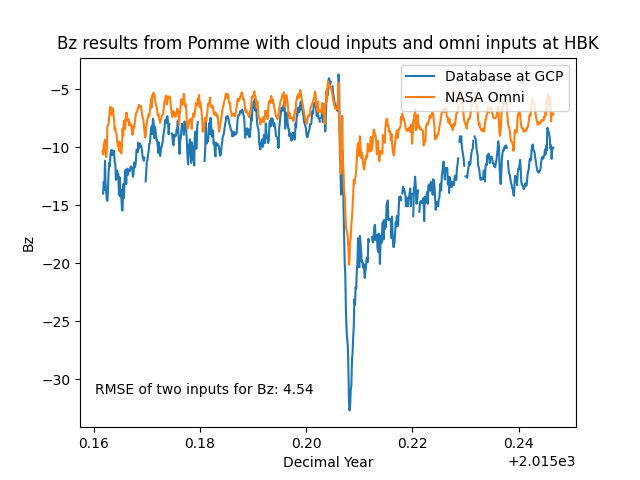 Bz results from Pomme with cloud inputs and omni inputs at HBK
Database at GCP
NASA Omni
−5
−10
−15
−20
−25
−30
Bz
RMSE of two inputs for Bz: 4.54
0.16
0.18
0.20
0.22
0.24
Decimal Year
+2.015e3